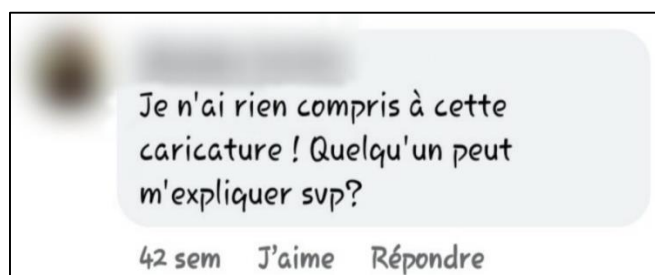 Je n'ai rien compris à cette
caricature ! Quelqu'un peut
m'expliquer svp?
42 sem J'aime Répondre